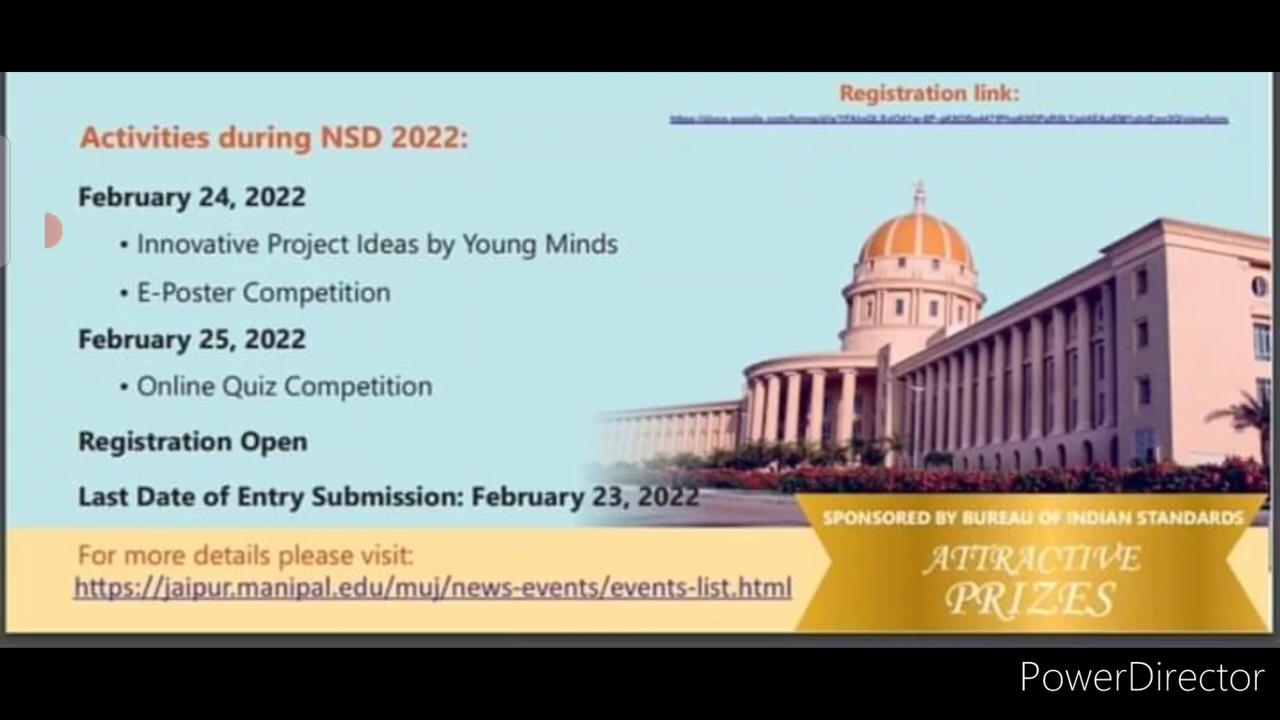 Registration link:
Activities during NSD 2022:
February 24, 2022
• Innovative Project Ideas by Young Minds
• E-Poster Competition
February 25, 2022
• Online Quiz Competition
Registration Open
Last Date of Entry Submission: February 23, 2022
SPONSORED BY BUREAU OF INDIAN STANDARDS
ATTRACTIVE
PRIZES
For more details please visit:
https://jaipur.manipal.edu/muj/news-events/events-list.html
PowerDirector